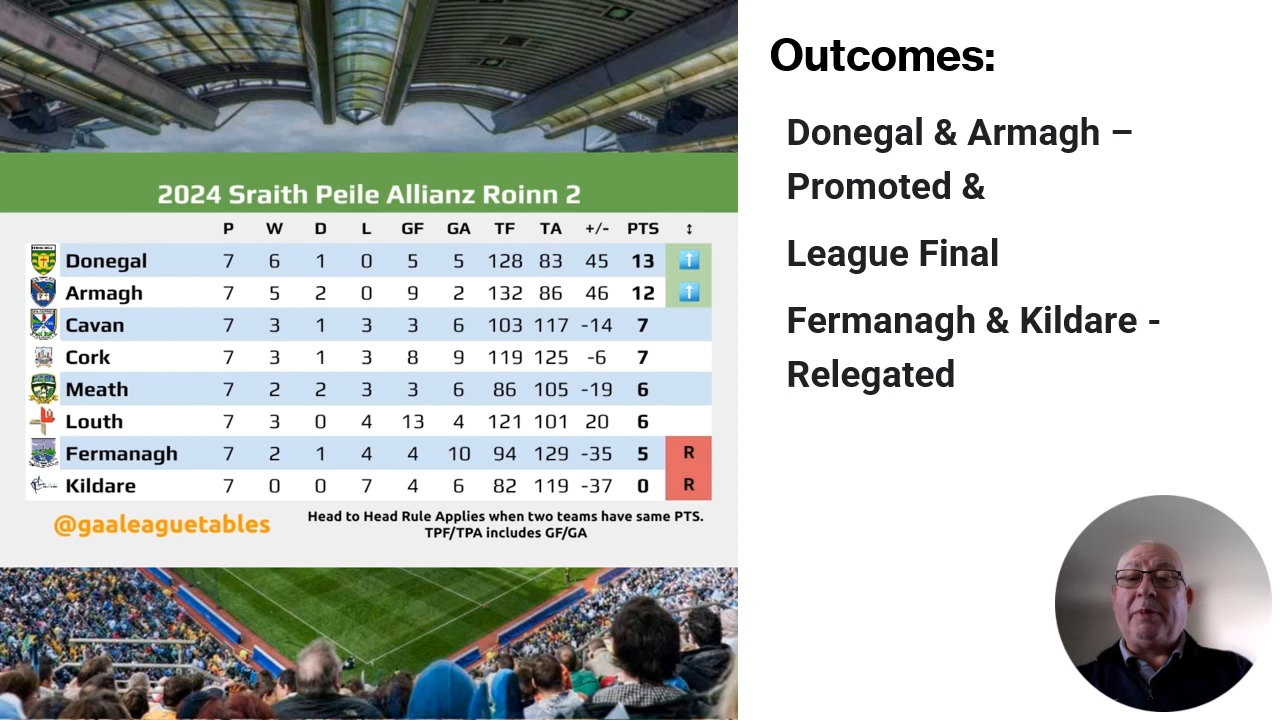 2024 Sraith Peile Allianz Roinn 2
P W D L GF GA TF TA +/- PTS ↕
Donegal 7 6 1 0 5 5 128 83 45 13 ⬆
Armagh 7 5 2 0 9 2 132 86 46 12 ⬆
Cavan 7 3 1 3 3 6 103 117 -14 7
Cork 7 3 1 3 8 9 119 125 -6 7
Meath 7 2 2 3 3 6 86 105 -19 6
Louth 7 3 0 4 13 4 121 101 20 6
Fermanagh 7 2 1 4 4 10 94 129 -35 5 R
Kildare 7 0 0 7 4 6 82 119 -37 0 R
@gaaleaguetables
Head to Head Rule Applies when two teams have same PTS.
TPF/TPA includes GF/GA
Outcomes:
Donegal & Armagh –
Promoted &
League Final
Fermanagh & Kildare -
Relegated